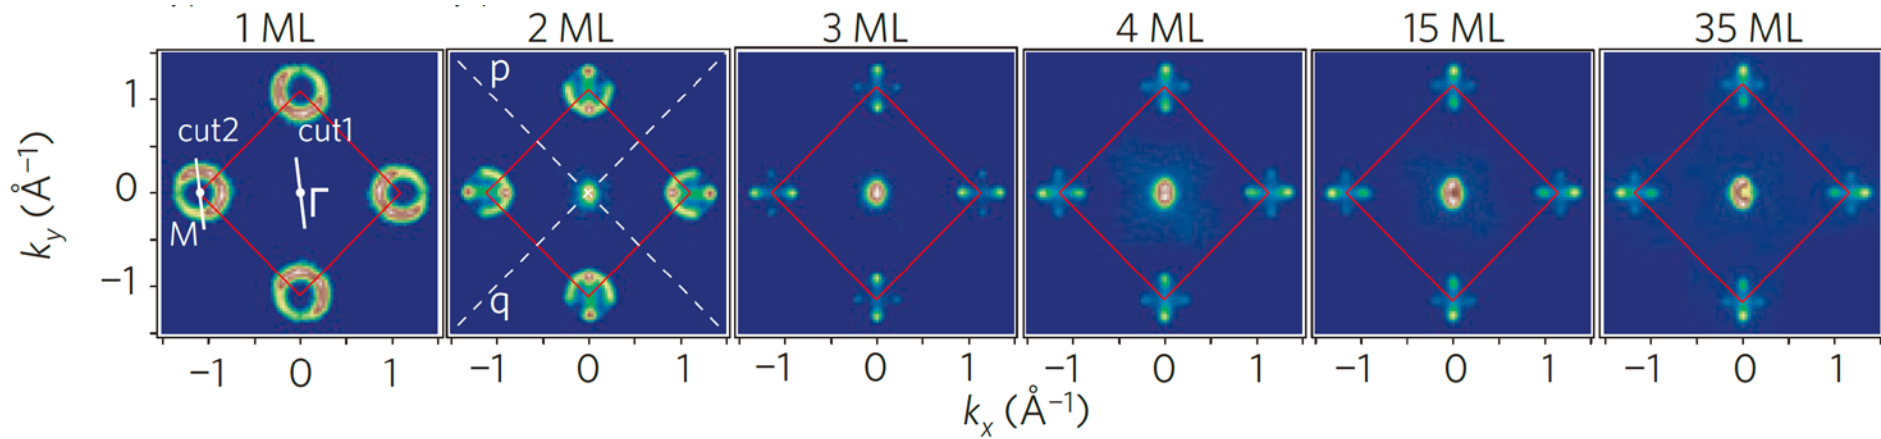 1 ML 2 ML 3 ML 4 ML 15 ML 35 ML
p
1
cut2 cut1
0
Γ
M
−1
q
k_y (Å⁻¹)
−1 0 1 −1 0 1 −1 0 1 −1 0 1 −1 0 1 −1 0 1
k_x (Å⁻¹)